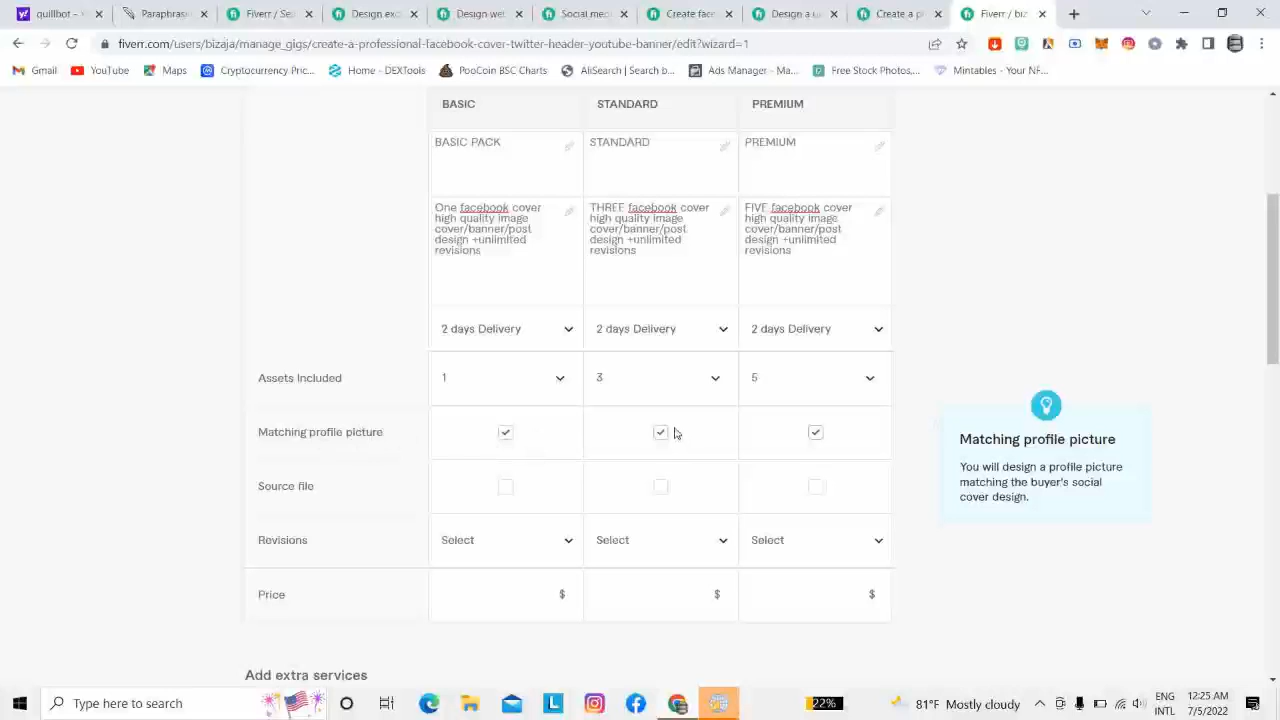 quillbot –
Paraphrasi
Fiverr /
Design exc
Design wel
Social med
Create face
Premium a
Design a u
Create a p
Fiverr / biz
fiverr.com/users/bizaja/manage_gigs/create-a-professional-facebook-cover-twitter-header-youtube-banner/edit?wizard=1
Gmail
YouTube
Maps
Cryptocurrency Pric...
Home - DEXTools
PooCoin BSC Charts
AliSearch | Search b...
Ads Manager - Ma...
Free Stock Photos,...
Mintables - Your NF...
BASIC
STANDARD
PREMIUM
BASIC PACK
STANDARD
PREMIUM
One facebook cover
high quality image
cover/banner/post
design +unlimited
revisions
THREE facebook cover
high quality image
cover/banner/post
design +unlimited
revisions
FIVE facebook cover
high quality image
cover/banner/post
design +unlimited
revisions
2 days Delivery
2 days Delivery
2 days Delivery
Assets Included
1
3
5
Matching profile picture
Source file
Revisions
Select
Select
Select
Price
$
$
$
Matching profile picture
You will design a profile picture
matching the buyer's social
cover design.
Add extra services
Type here to search
22%
81°F Mostly cloudy
ENG
INTL
12:25 AM
7/5/2022